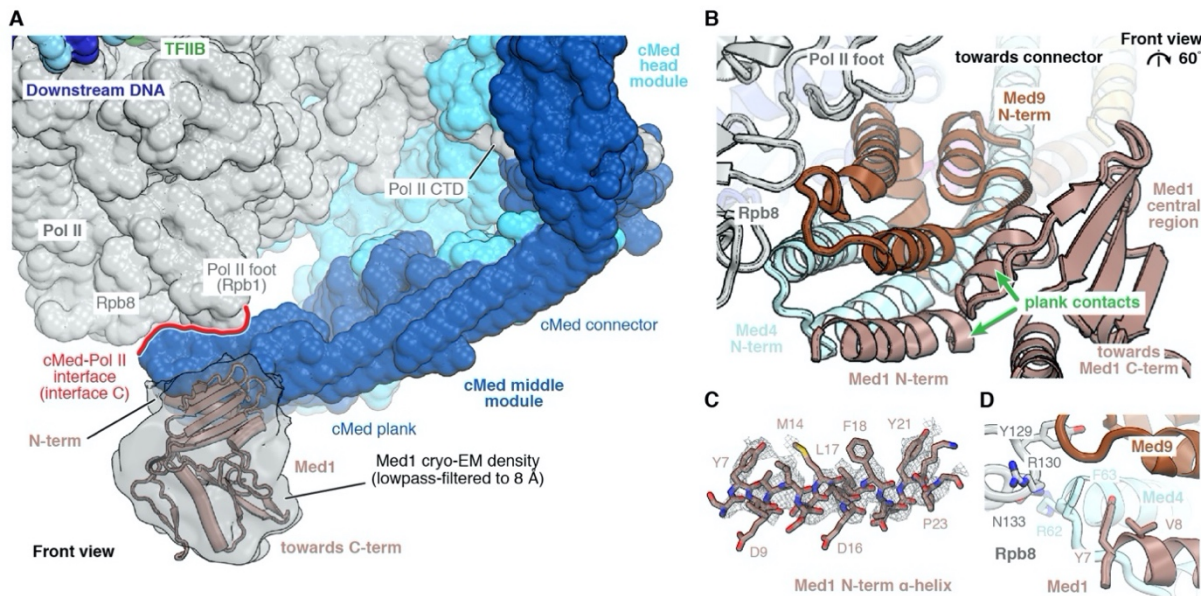 A
TFIIB
Downstream DNA
cMed
head
module
Pol II CTD
Pol II
Pol II foot
(Rpb1)
Rpb8
cMed connector
cMed-Pol II
interface
(interface C)
cMed middle
module
N-term
cMed plank
Med1
Med1 cryo-EM density
(lowpass-filtered to 8 Å)
Front view
towards C-term
B
Front view
60°
Pol II foot
towards connector
Med9
N-term
Med1
central
region
Rpb8
plank contacts
Med4
N-term
towards
Med1 C-term
Med1 N-term
C
M14
F18
Y21
L17
Y7
D9
D16
P23
Med1 N-term α-helix
D
Y129
Med9
R130
F63
Med4
N133
R62
V8
Rpb8
Y7
Med1